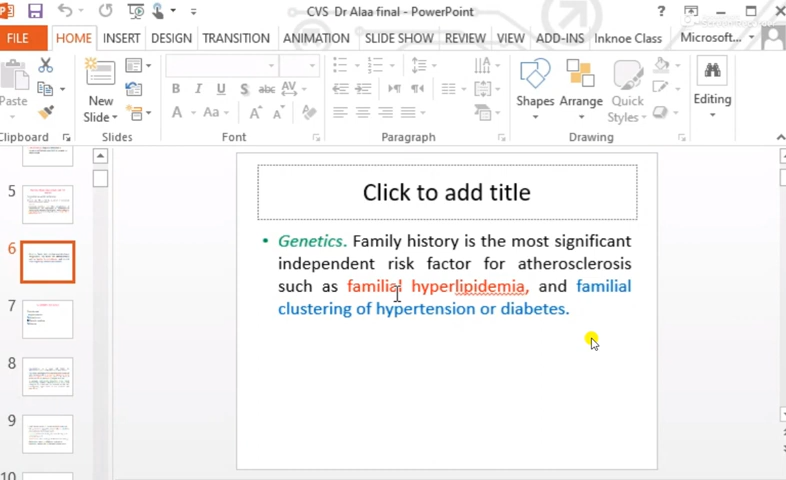 CVS Dr Alaa final - PowerPoint
?
FILE
HOME
INSERT
DESIGN
TRANSITION
ANIMATION
SLIDE SHOW
REVIEW
VIEW
ADD-INS
Inknoe Class
Microsoft...
Paste
New
Slide
B I U S abc AV
A Aa A A
Shapes
Arrange
Quick
Styles
Editing
Clipboard
Slides
Font
Paragraph
Drawing
5
6
7
8
9
10
Click to add title
• Genetics. Family history is the most significant
independent risk factor for atherosclerosis
such as familial hyperlipidemia, and familial
clustering of hypertension or diabetes.